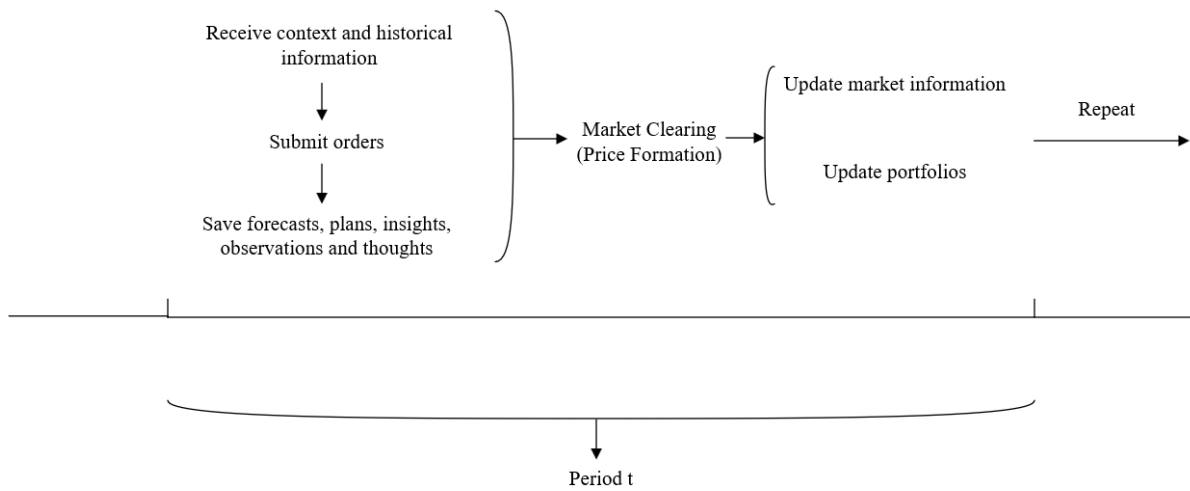 Receive context and historical
information
Submit orders
Save forecasts, plans, insights,
observations and thoughts
Market Clearing
(Price Formation)
Update market information
Update portfolios
Repeat
Period t